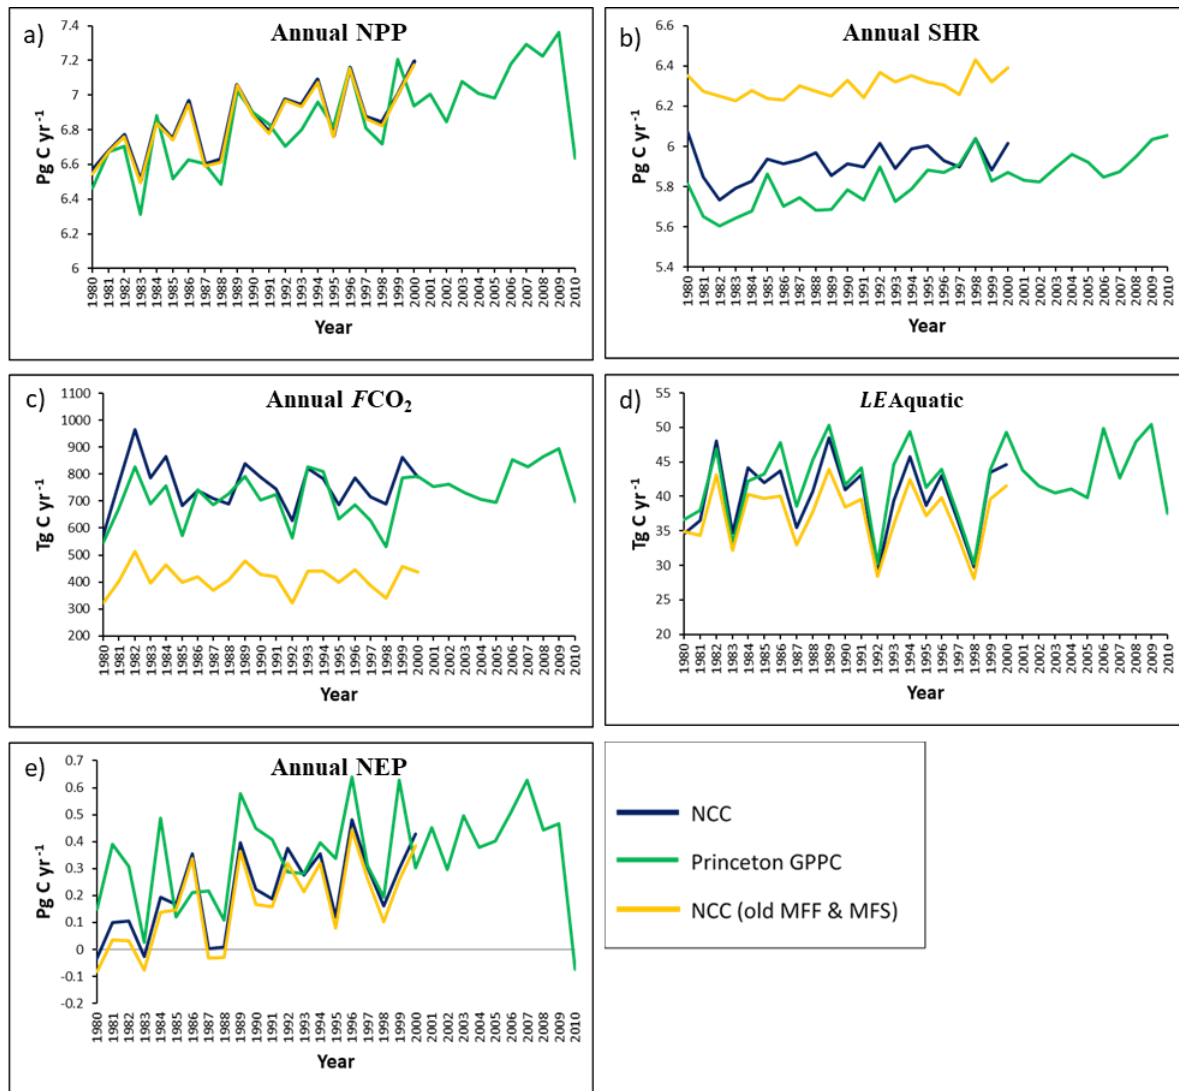 a)
Annual NPP
7.4
7.2
7
6.8
6.6
6.4
6.2
6
Pg C yr⁻¹
1980 1981 1982 1983 1984 1985 1986 1987 1988 1989 1990 1991 1992 1993 1994 1995 1996 1997 1998 1999 2000 2001 2002 2003 2004 2005 2006 2007 2008 2009 2010
Year
b)
Annual SHR
6.6
6.4
6.2
6
5.8
5.6
5.4
Pg C yr⁻¹
1980 1981 1982 1983 1984 1985 1986 1987 1988 1989 1990 1991 1992 1993 1994 1995 1996 1997 1998 1999 2000 2001 2002 2003 2004 2005 2006 2007 2008 2009 2010
Year
c)
Annual FCO₂
1100
1000
900
800
700
600
500
400
300
200
Tg C yr⁻¹
1980 1981 1982 1983 1984 1985 1986 1987 1988 1989 1990 1991 1992 1993 1994 1995 1996 1997 1998 1999 2000 2001 2002 2003 2004 2005 2006 2007 2008 2009 2010
Year
d)
LEAquatic
55
50
45
40
35
30
25
20
Tg C yr⁻¹
1980 1981 1982 1983 1984 1985 1986 1987 1988 1989 1990 1991 1992 1993 1994 1995 1996 1997 1998 1999 2000 2001 2002 2003 2004 2005 2006 2007 2008 2009 2010
Year
e)
Annual NEP
0.7
0.6
0.5
0.4
0.3
0.2
0.1
0
-0.1
-0.2
Pg C yr⁻¹
1980 1981 1982 1983 1984 1985 1986 1987 1988 1989 1990 1991 1992 1993 1994 1995 1996 1997 1998 1999 2000 2001 2002 2003 2004 2005 2006 2007 2008 2009 2010
Year
NCC
Princeton GPPC
NCC (old MFF & MFS)